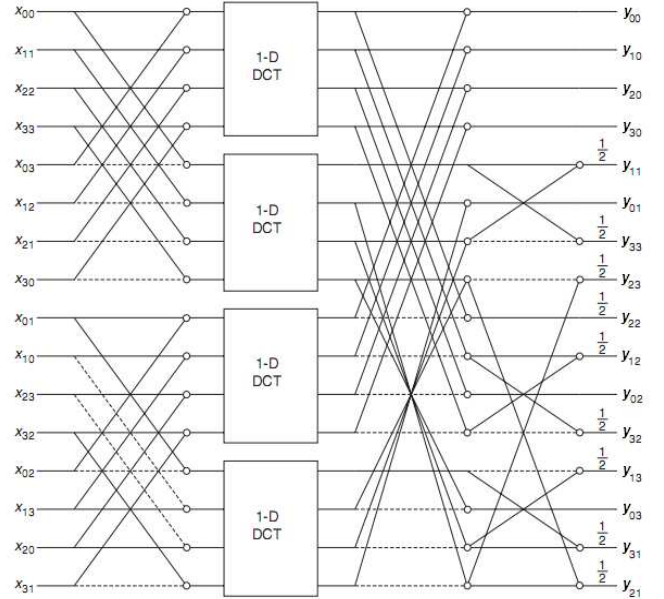 x₀₀ 1-D DCT y₀₀
x₁₁ y₁₀
x₂₂ y₂₀
x₃₃ y₃₀
x₀₃ 1-D DCT 1/2 y₁₁
x₁₂ y₀₁
x₂₁ 1/2 y₃₃
x₃₀ 1/2 y₂₃
x₀₁ 1-D DCT 1/2 y₂₂
x₁₀ 1/2 y₁₂
x₂₃ y₀₂
x₃₂ 1/2 y₃₂
x₀₂ 1-D DCT 1/2 y₁₃
x₁₃ y₀₃
x₂₀ 1/2 y₃₁
x₃₁ 1/2 y₂₁